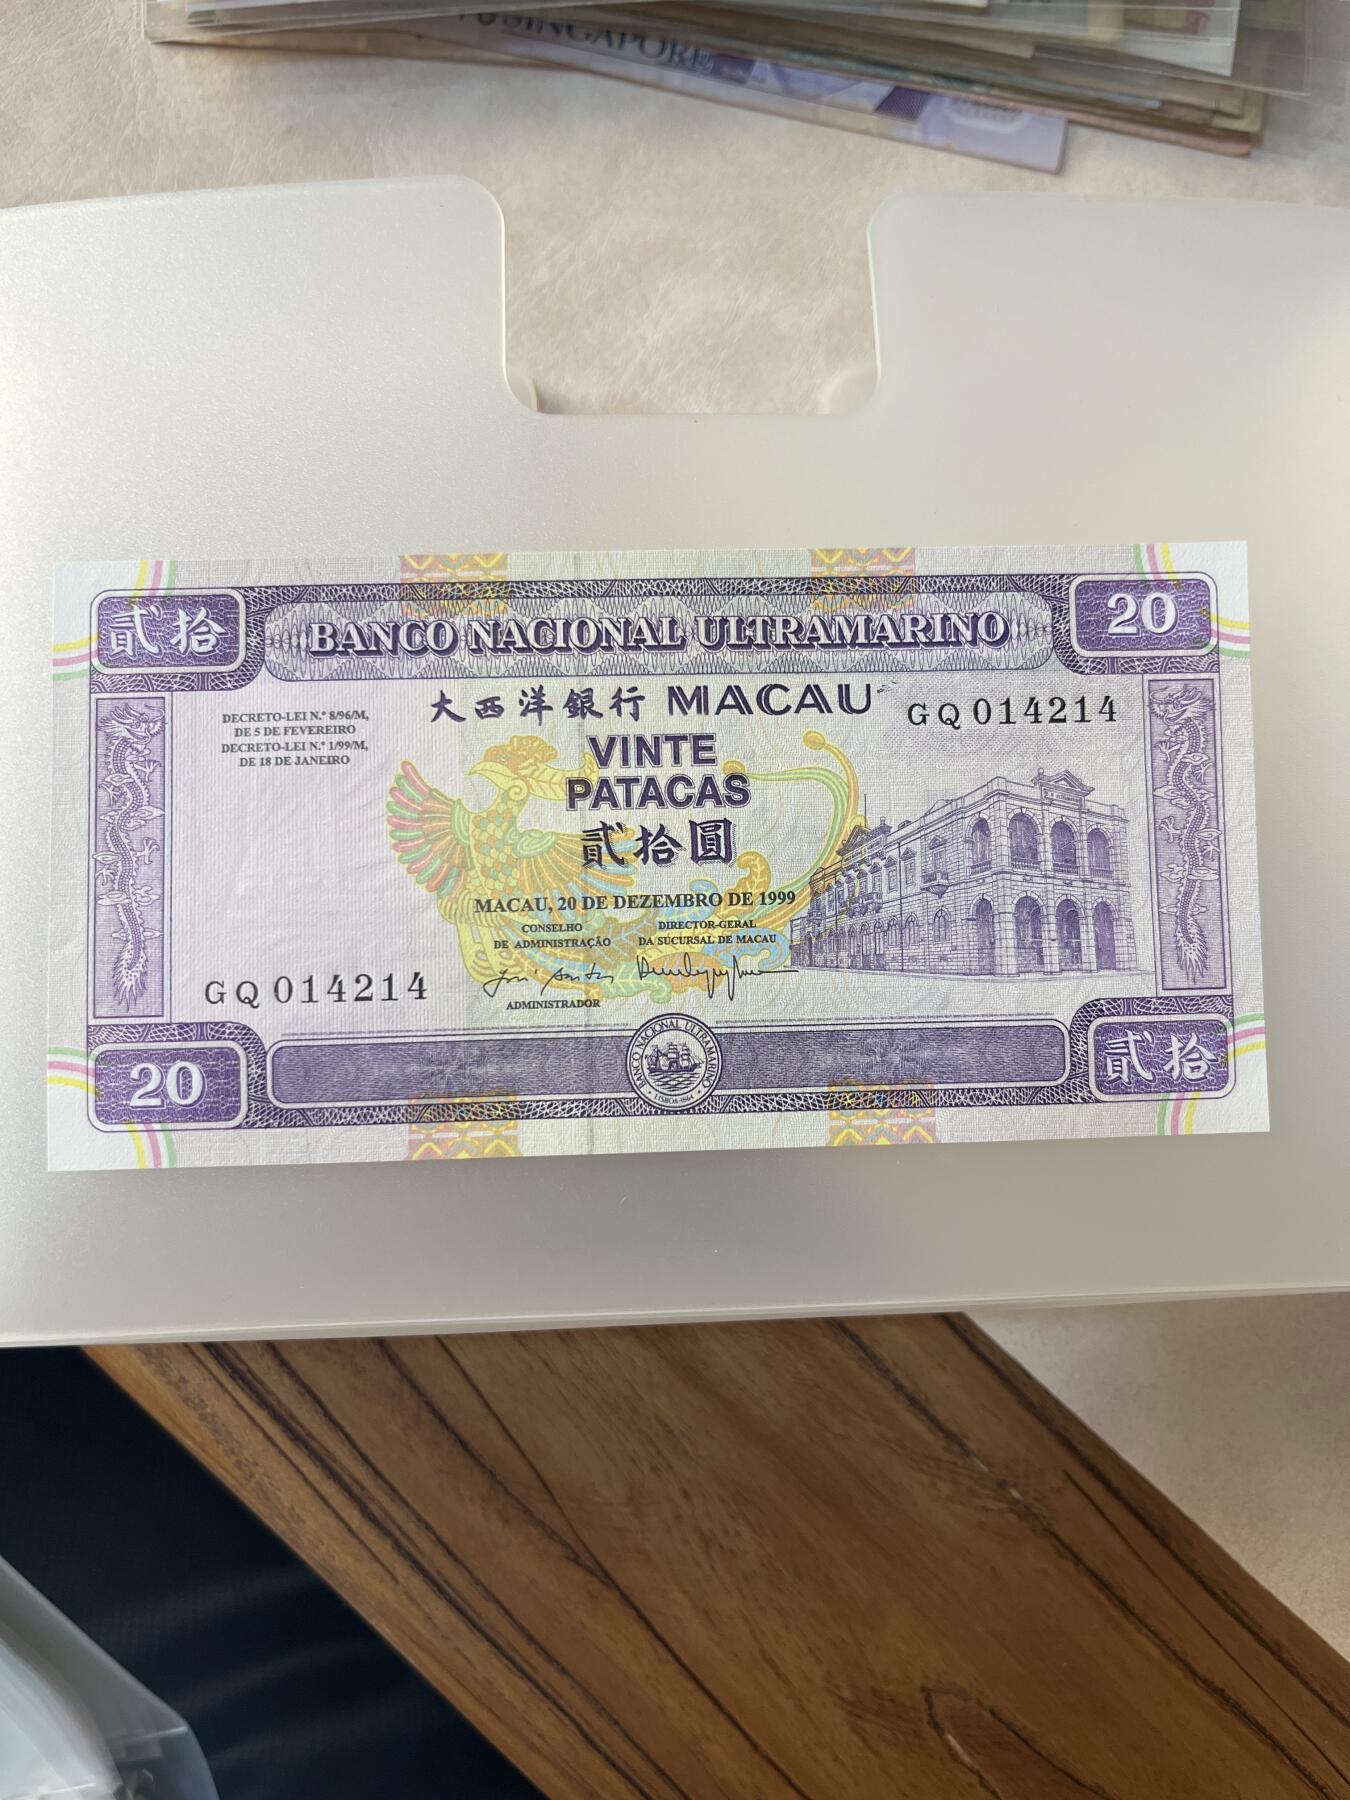 SINGAPORE
貳拾
BANCO NACIONAL ULTRAMARINO
20
大西洋銀行 MACAU
GQ 014214
DECRETO-LEI N.º 8/96/M,
DE 5 DE FEVEREIRO
DECRETO-LEI N.º 1/99/M,
DE 18 DE JANEIRO
VINTE
PATACAS
貳拾圓
MACAU, 20 DE DEZEMBRO DE 1999
CONSELHO
DE ADMINISTRAÇÃO
DIRECTOR-GERAL
DA SUCURSAL DE MACAU
ADMINISTRADOR
GQ 014214
20
BANCO NACIONAL ULTRAMARINO
LISBOA-1864
貳拾